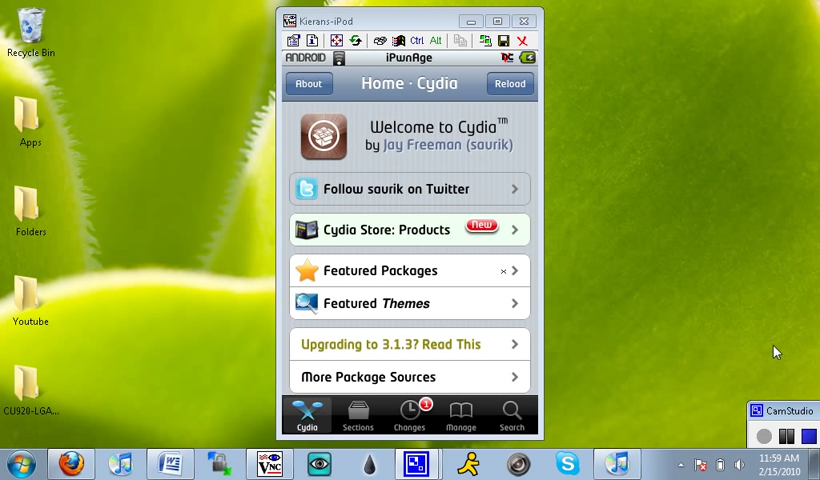 Recycle Bin
Apps
Folders
Youtube
CU920-LGA...
Kierans-iPod
Ctrl Alt
ANDROID iPwnAge
About Home · Cydia Reload
Welcome to Cydia™
by Jay Freeman (saurik)
Follow saurik on Twitter
Cydia Store: Products New
Featured Packages
Featured Themes
Upgrading to 3.1.3? Read This
More Package Sources
1
Cydia Sections Changes Manage Search
CamStudio
VNC
W
11:59 AM
2/15/2010